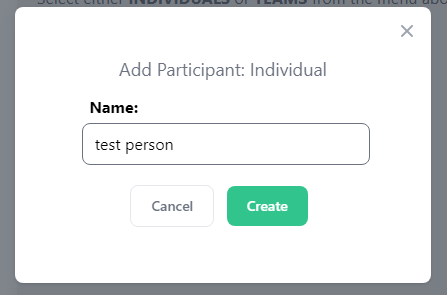 Select either INDIVIDUALS or TEAMS from the menu abo
Add Participant: Individual
Name:
test person
Cancel
Create